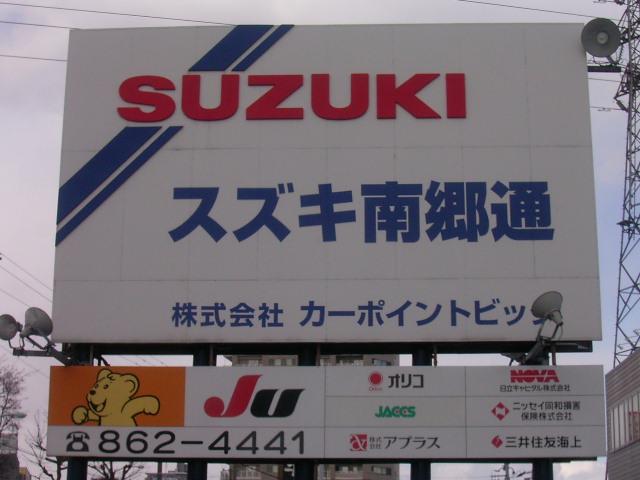 SUZUKI
スズキ南郷通
株式会社 カーポイントビッグ
Ju
☎862-4441
Orico オリコ
JACCS
株式会社 アプラス
NOVA
日立キャピタル株式会社
ニッセイ同和損害
保険株式会社
三井住友海上